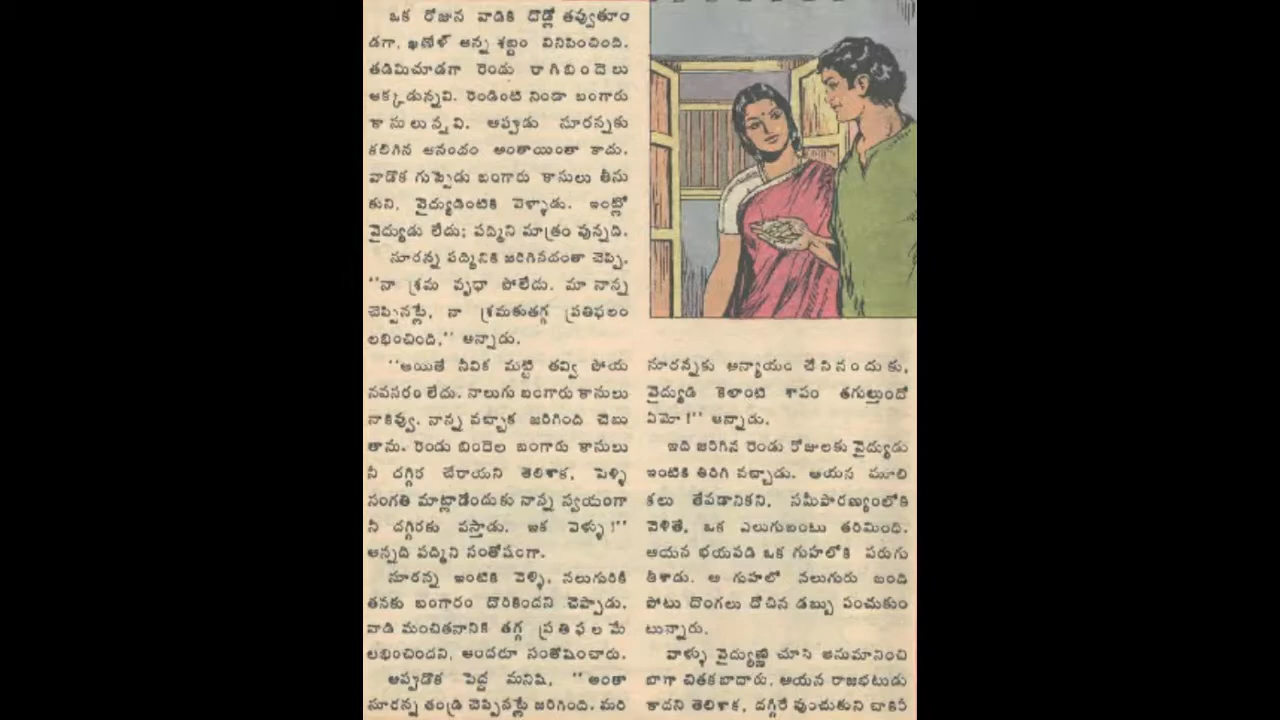 ఒక రోజున వాడికి దొడ్లో తవ్వుతూం
డగా, ఖణేళ్ అన్న శబ్దం వినిపించింది.
తడిమిచూడగా రెండు రాగిబిందెలు
అక్కడున్నవి. రెండింటి నిండా బంగారు
కాసులున్నవి. అప్పుడు సూరన్నకు
కలిగిన ఆనందం అంతాయింతా కాదు.
వాడొక గుప్పెడు బంగారు కాసులు తీసు
కుని, వైద్యుడింటికి వెళ్ళాడు. ఇంట్లో
వైద్యుడు లేదు; పద్మిని మాత్రం వున్నది.
సూరన్న పద్మినికి జరిగినదంతా చెప్పి,
"నా శ్రమ వృధా పోలేదు. మా నాన్న
చెప్పినట్లే, నా శ్రమకుతగ్గ ప్రతిఫలం
లభించింది," అన్నాడు.
"అయితే నీవిక మట్టి తవ్వి పోయ
నవసరం లేదు. నాలుగు బంగారు కాసులు
నాకివ్వు. నాన్న వచ్చాక జరిగింది చెబు
తాను. రెండు బిందెల బంగారు కాసులు
నీ దగ్గిర చేరాయని తెలిశాక, పెళ్ళి
సంగతి మాట్లాడేందుకు నాన్న స్వయంగా
నీ దగ్గిరకు వస్తాడు. ఇక వెళ్ళు!"
అన్నది పద్మిని సంతోషంగా.
సూరన్న ఇంటికి వెళ్ళి, నలుగురికీ
తనకు బంగారం దొరికిందని చెప్పాడు.
వాడి మంచితనానికి తగ్గ ప్రతిఫలమే
లభించిందని, అందరూ సంతోషించారు.
అప్పుడొక పెద్ద మనిషి, "అంతా
సూరన్న తండ్రి చెప్పినట్లే జరిగింది. మరి
సూరన్నకు అన్యాయం చేసినందుకు,
వైద్యుడి కెలాంటి శాపం తగుల్తుందో
ఏమో!" అన్నాడు.
ఇది జరిగిన రెండు రోజులకు వైద్యుడు
ఇంటికి తిరిగి వచ్చాడు. ఆయన మూలి
కలు తేవడానికని, సమీపారణ్యంలోకి
వెళితే, ఒక ఎలుగుబంటు తరిమింది.
ఆయన భయపడి ఒక గుహలోకి పరుగు
తీశాడు. ఆ గుహలో నలుగురు బంది
పోటు దొంగలు దోచిన డబ్బు పంచుకుం
టున్నారు.
వాళ్ళు వైద్యుణ్ణి చూసి అనుమానించి
బాగా చితకబాదారు. ఆయన రాజభటుడు
కాదని తెలిశాక, దగ్గిరే వుంచుకుని చాకిరీ